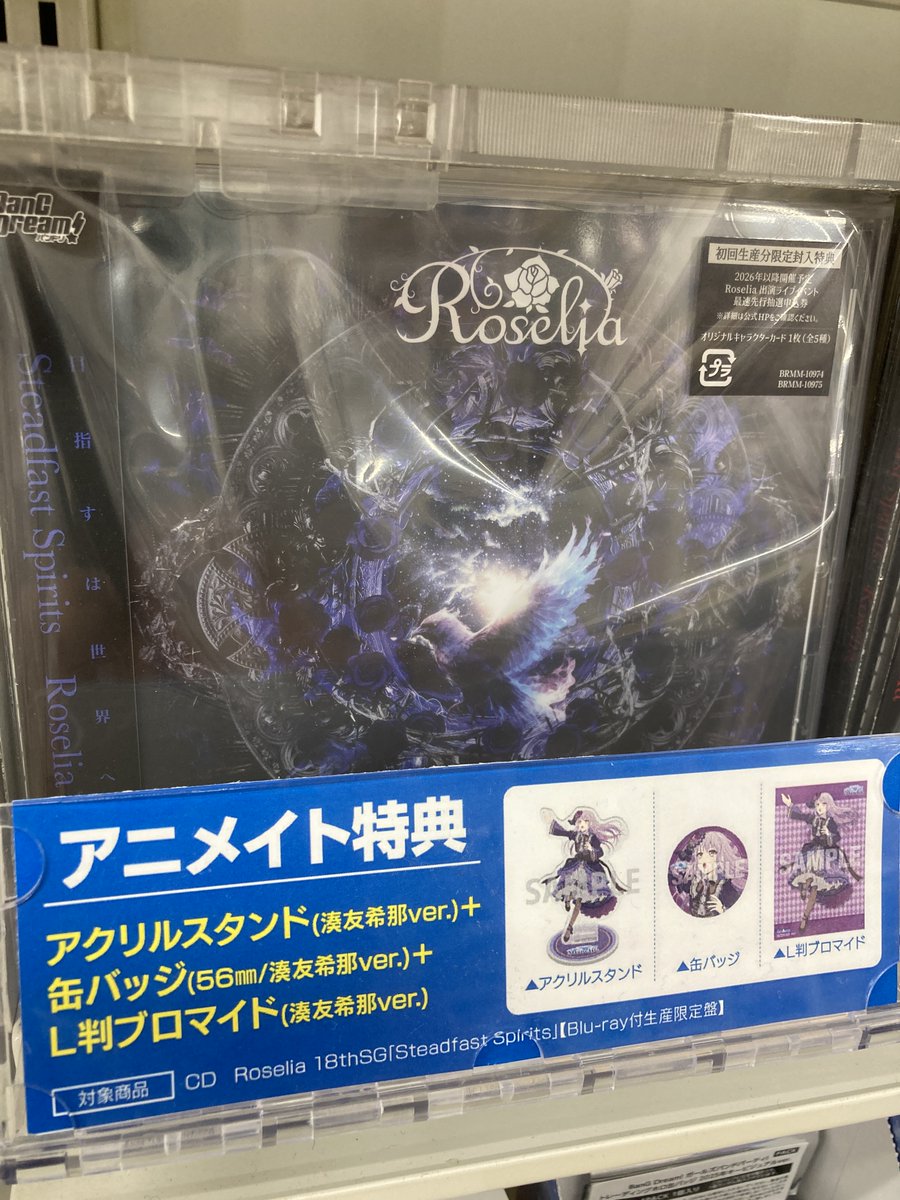 BanG
Dream!
バンドリ
Roselia
初回生産分限定封入特典
2026年以降開催予定
Roselia 出演ライブ・イベント
最速先行抽選申込券
※詳細は公式HPをご確認ください。
オリジナルキャラクターカード 1枚(全5種)
プラ
BRMM-10974
BRMM-10975
目指すは世界へ
Steadfast Spirits Roselia
アニメイト特典
アクリルスタンド(湊友希那ver.)+
缶バッジ(56㎜/湊友希那ver.)+
L判ブロマイド(湊友希那ver.)
SAMPLE
SAMPLE
SAMPLE
▲アクリルスタンド
▲缶バッジ
▲L判ブロマイド
対象商品 CD Roselia 18thSG「Steadfast Spirits」【Blu-ray付生産限定盤】